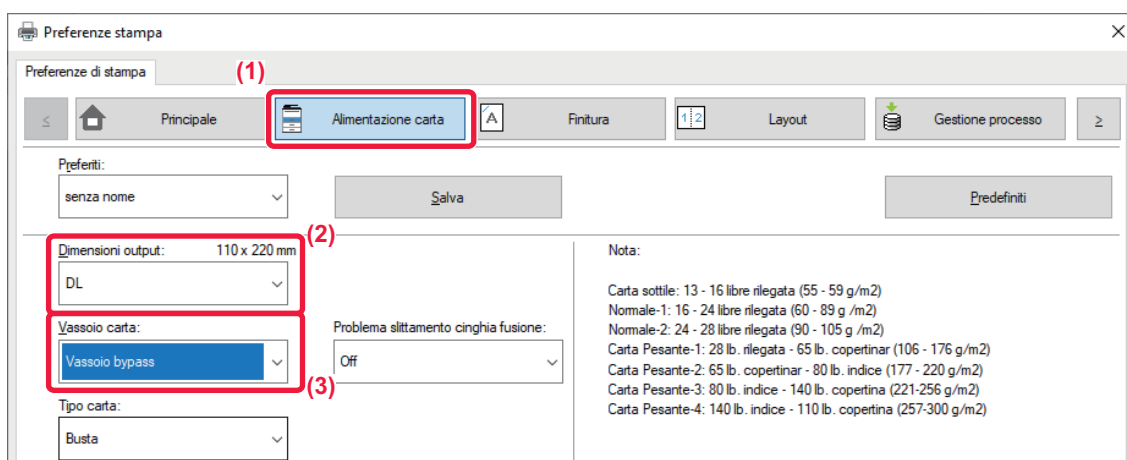 Preferenze stampa
Preferenze di stampa
(1)
≤
Principale
Alimentazione carta
A
Finitura
1 2
Layout
Gestione processo
≥
Preferiti:
senza nome
Salva
Predefiniti
(2)
Dimensioni output: 110 x 220 mm
DL
Vassoio carta:
Vassoio bypass
(3)
Problema slittamento cinghia fusione:
Off
Tipo carta:
Busta
Nota:
Carta sottile: 13 - 16 libre rilegata (55 - 59 g/m2)
Normale-1: 16 - 24 libre rilegata (60 - 89 g /m2)
Normale-2: 24 - 28 libre rilegata (90 - 105 g /m2)
Carta Pesante-1: 28 lb. rilegata - 65 lb. copertinar (106 - 176 g/m2)
Carta Pesante-2: 65 lb. copertinar - 80 lb. indice (177 - 220 g/m2)
Carta Pesante-3: 80 lb. indice - 140 lb. copertina (221-256 g/m2)
Carta Pesante-4: 140 lb. indice - 110 lb. copertina (257-300 g/m2)